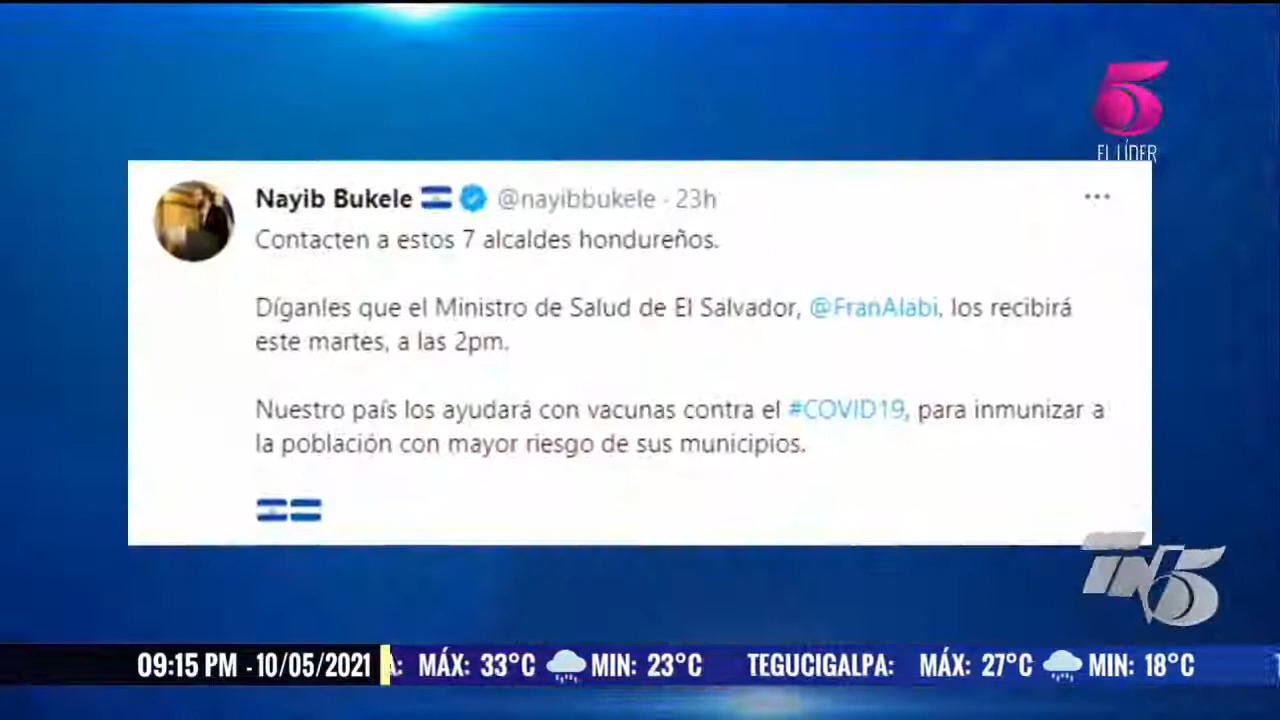 5
EL LÍDER
Nayib Bukele @nayibbukele · 23h
Contacten a estos 7 alcaldes hondureños.
Díganles que el Ministro de Salud de El Salvador, @FranAlabi, los recibirá
este martes, a las 2pm.
Nuestro país los ayudará con vacunas contra el #COVID19, para inmunizar a
la población con mayor riesgo de sus municipios.
TN5
09:15 PM - 10/05/2021 A: MÁX: 33°C MIN: 23°C TEGUCIGALPA: MÁX: 27°C MIN: 18°C